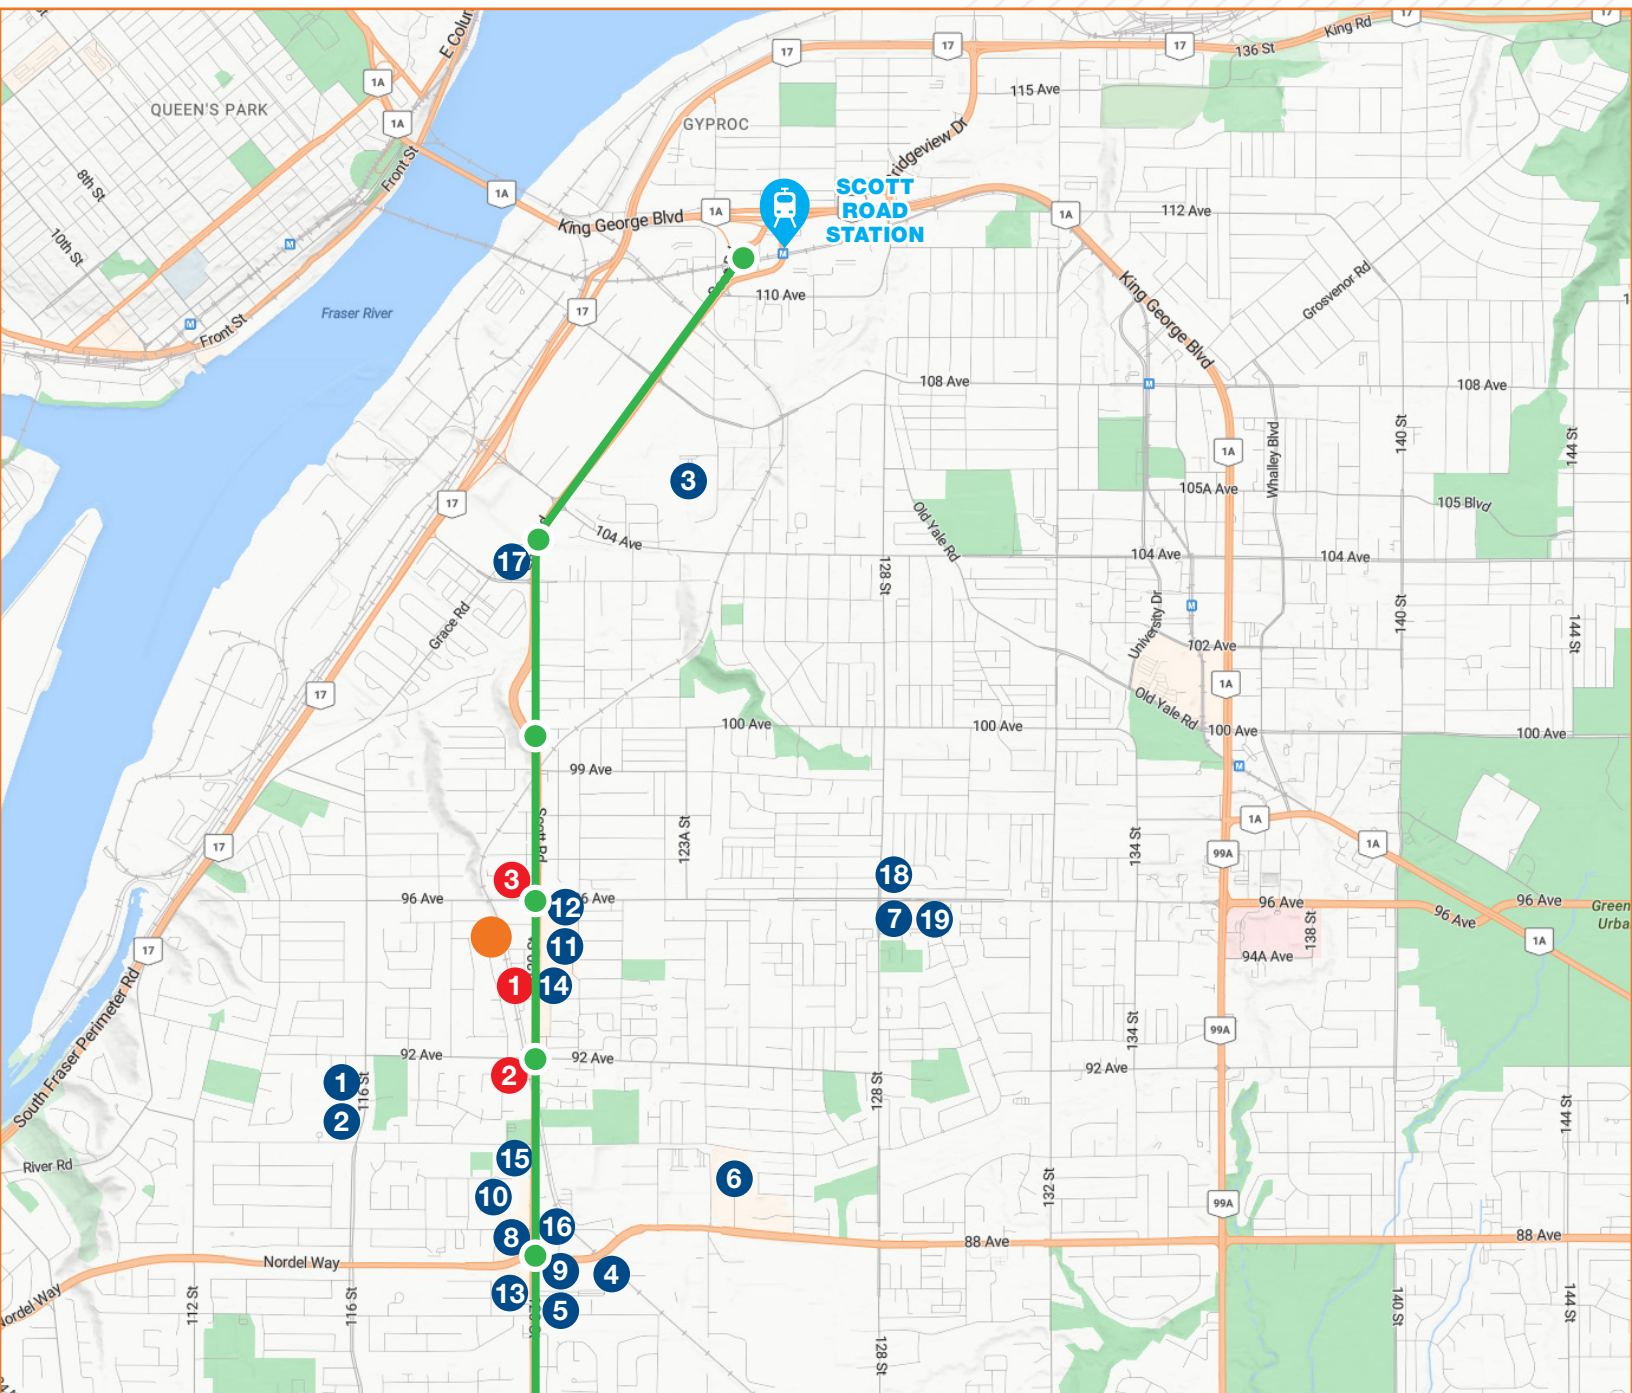 17
17
King Rd
136 St
17
17
17
E Colum
1A
115 Ave
QUEEN'S PARK
1A
GYPROC
Bridgeview Dr
Front St
8th St
1A
SCOTT
ROAD
STATION
King George Blvd
1A
1A
112 Ave
10th St
M
M
110 Ave
Grosvenor Rd
King George Blvd
Fraser River
17
M
Front St
108 Ave
M
108 Ave
1A
Whalley Blvd
140 St
144 St
3
105A Ave
105 Blvd
17
Old Yale Rd
104 Ave
104 Ave
104 Ave
17
128 St
Grace Rd
University Dr
M
140 St
144 St
102 Ave
17
1A
Old Yale Rd
100 Ave
100 Ave
100 Ave
100 Ave
99 Ave
M
Scott Rd
123A St
134 St
1A
1A
17
99A
3
18
96 Ave
12
6 Ave
96 Ave
96 Ave
96 Ave
Green
Urba
7
19
11
138 St
17
94A Ave
1A
1
14
South Fraser Perimeter Rd
134 St
99A
92 Ave
92 Ave
92 Ave
2
1
116 St
128 St
144 St
2
15
River Rd
6
132 St
10
99A
16
8
88 Ave
88 Ave
Nordel Way
9
4
13
5
Nordel Way
112 St
116 St
128 St
140 St
144 St